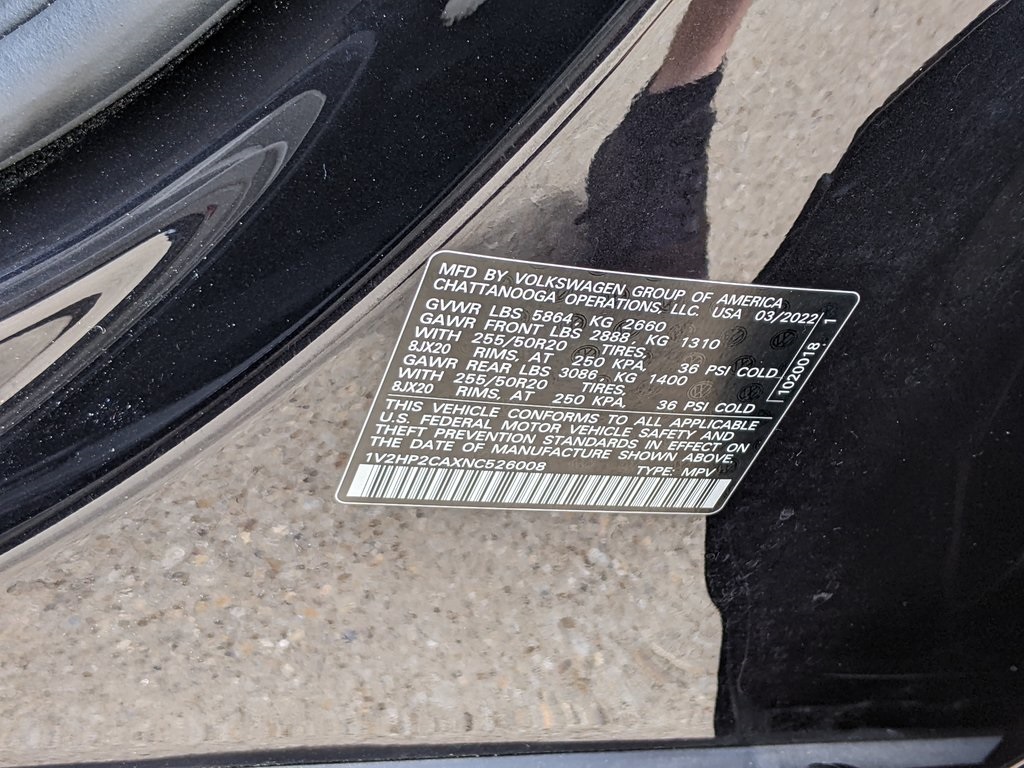 MFD BY VOLKSWAGEN GROUP OF AMERICA
CHATTANOOGA OPERATIONS, LLC. USA 03/2022
GVWR LBS 5864, KG 2660
GAWR FRONT LBS 2888, KG 1310
WITH 255/50R20 TIRES,
8JX20 RIMS, AT 250 KPA, 36 PSI COLD
GAWR REAR LBS 3086, KG 1400
WITH 255/50R20 TIRES,
8JX20 RIMS, AT 250 KPA, 36 PSI COLD
THIS VEHICLE CONFORMS TO ALL APPLICABLE
U.S. FEDERAL MOTOR VEHICLE SAFETY AND
THEFT PREVENTION STANDARDS IN EFFECT ON
THE DATE OF MANUFACTURE SHOWN ABOVE
1V2HP2CAXNC526008 TYPE: MPV
1020018 1